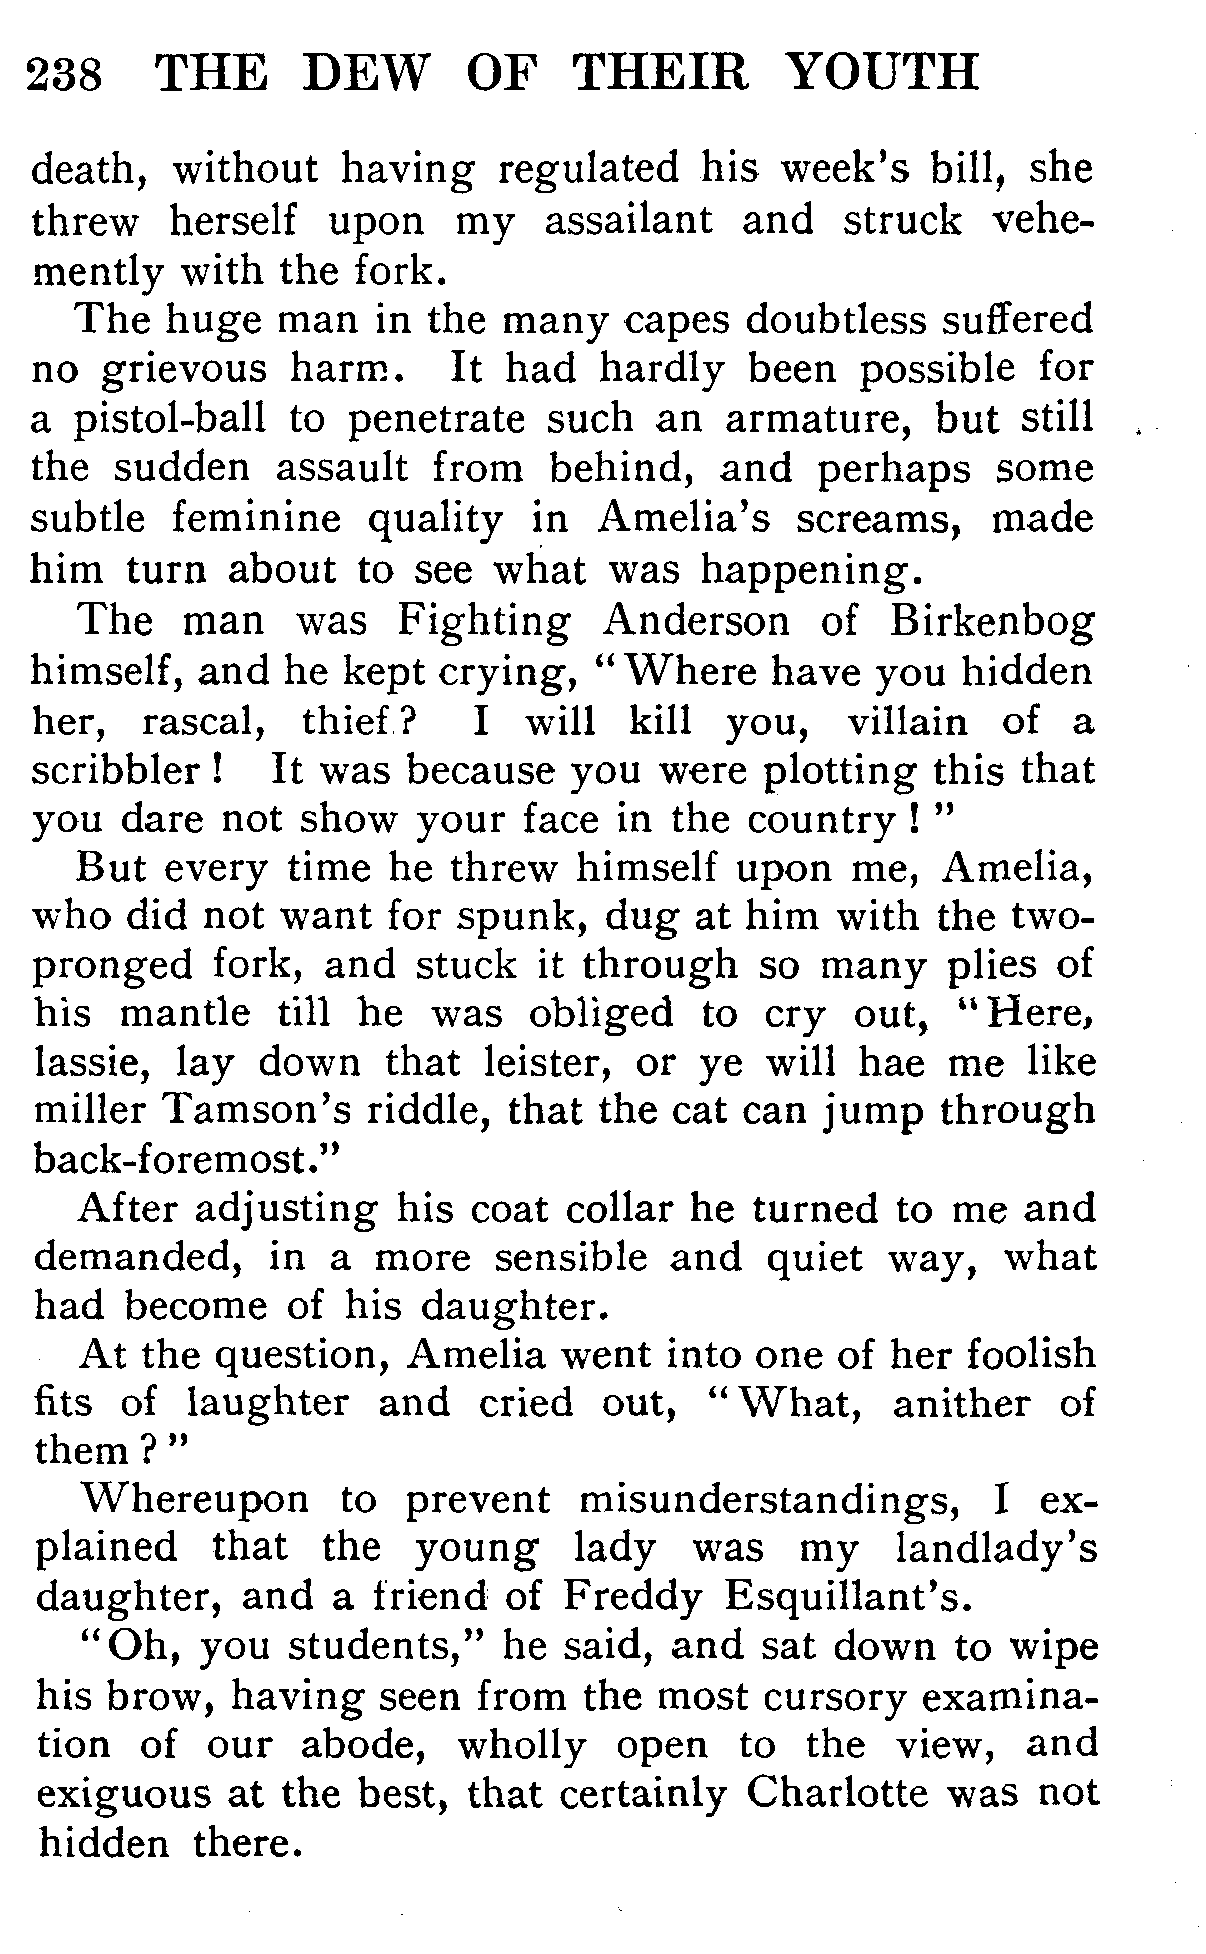 238 THE DEW OF THEIR YOUTH
death, without having regulated his week's bill, she
threw herself upon my assailant and struck vehe-
mently with the fork.
The huge man in the many capes doubtless suffered
no grievous harm. It had hardly been possible for
a pistol-ball to penetrate such an armature, but still
the sudden assault from behind, and perhaps some
subtle feminine quality in Amelia's screams, made
him turn about to see what was happening.
The man was Fighting Anderson of Birkenbog
himself, and he kept crying, “Where have you hidden
her, rascal, thief? I will kill you, villain of a
scribbler! It was because you were plotting this that
you dare not show your face in the country!”
But every time he threw himself upon me, Amelia,
who did not want for spunk, dug at him with the two-
pronged fork, and stuck it through so many plies of
his mantle till he was obliged to cry out, “Here,
lassie, lay down that leister, or ye will hae me like
miller Tamson's riddle, that the cat can jump through
back-foremost.”
After adjusting his coat collar he turned to me and
demanded, in a more sensible and quiet way, what
had become of his daughter.
At the question, Amelia went into one of her foolish
fits of laughter and cried out, “What, anither of
them?”
Whereupon to prevent misunderstandings, I ex-
plained that the young lady was my landlady's
daughter, and a friend of Freddy Esquillant's.
“Oh, you students,” he said, and sat down to wipe
his brow, having seen from the most cursory examina-
tion of our abode, wholly open to the view, and
exiguous at the best, that certainly Charlotte was not
hidden there.